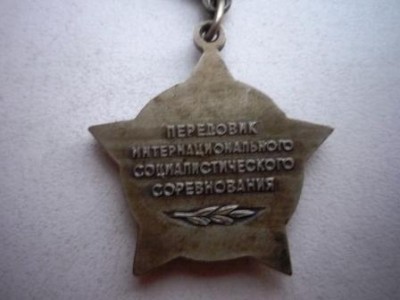 ПЕРЕДОВИК
ИНТЕРНАЦИОНАЛЬНОГО
СОЦИАЛИСТИЧЕСКОГО
СОРЕВНОВАНИЯ